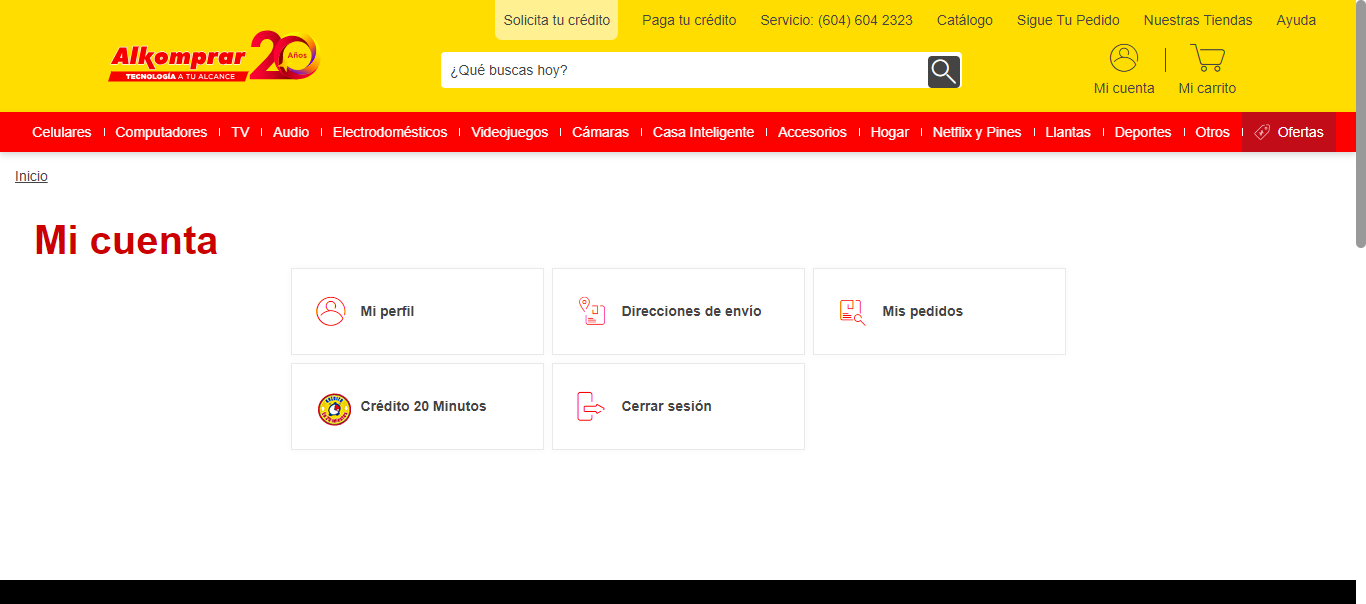 Solicita tu crédito Paga tu crédito Servicio: (604) 604 2323 Catálogo Sigue Tu Pedido Nuestras Tiendas Ayuda
Alkomprar 20 Años
TECNOLOGÍA A TU ALCANCE
¿Qué buscas hoy?
Mi cuenta Mi carrito
Celulares Computadores TV Audio Electrodomésticos Videojuegos Cámaras Casa Inteligente Accesorios Hogar Netflix y Pines Llantas Deportes Otros Ofertas
Inicio
Mi cuenta
Mi perfil Direcciones de envío Mis pedidos
Crédito 20 Minutos Cerrar sesión